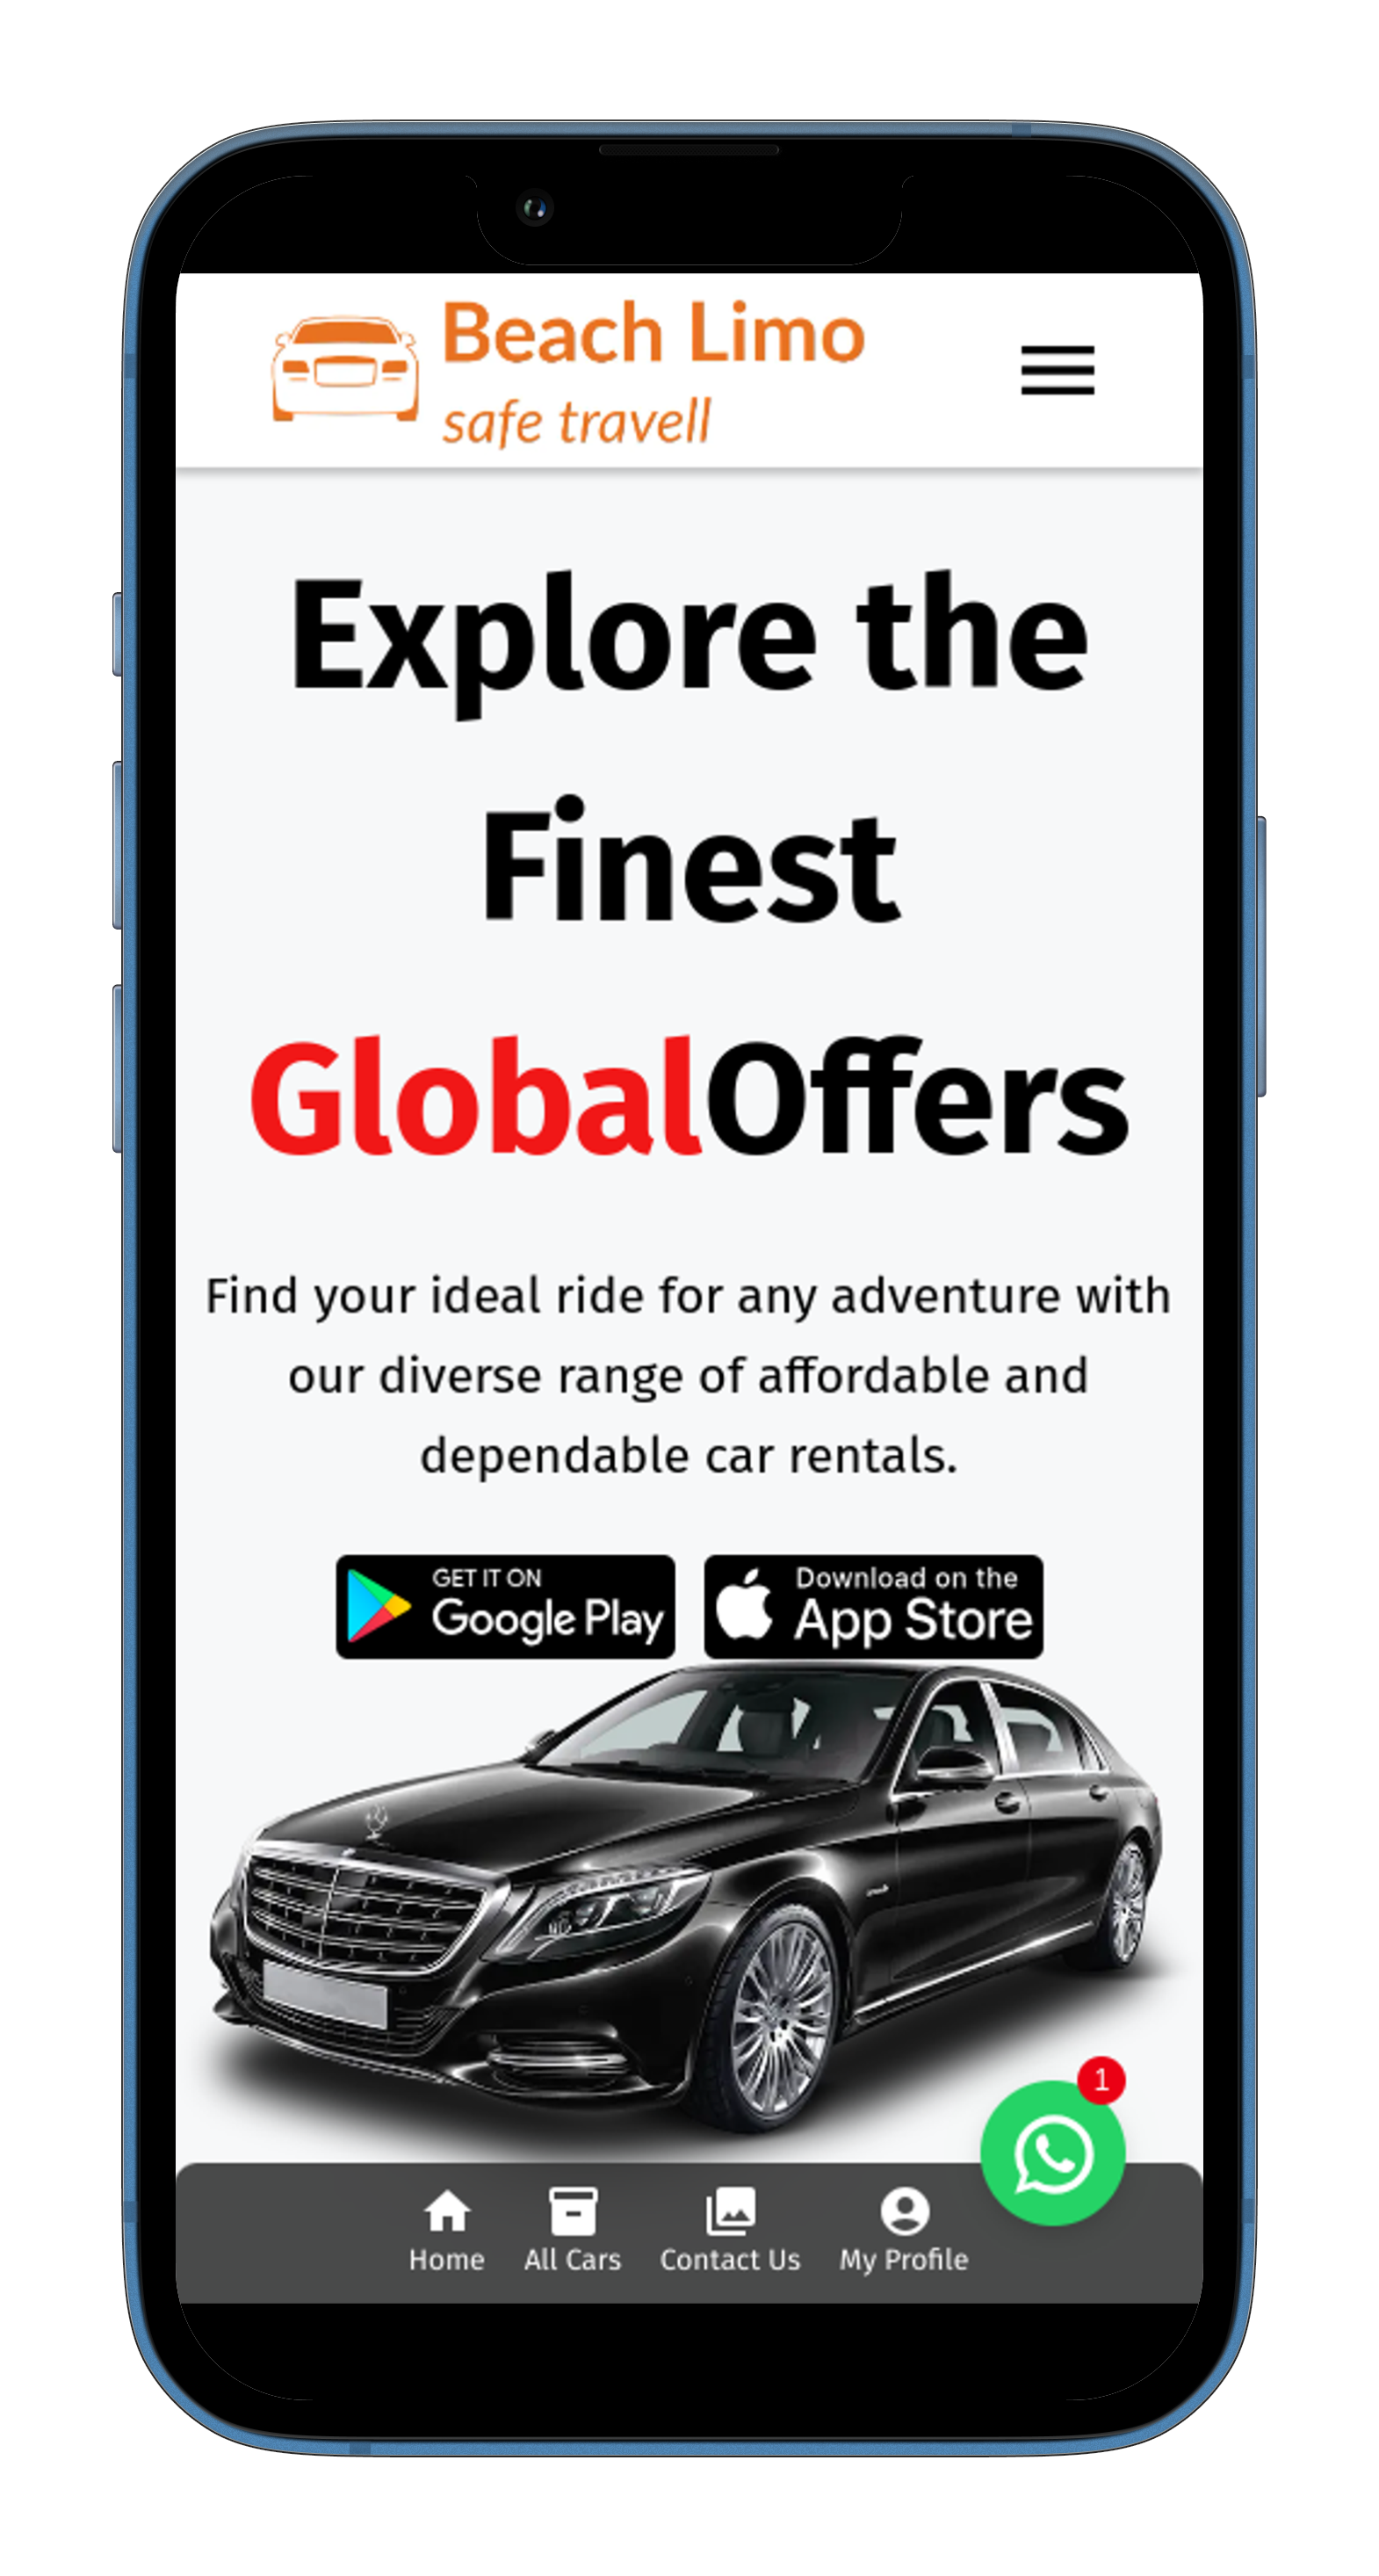 Beach Limo
safe travell
Explore the
Finest
GlobalOffers
Find your ideal ride for any adventure with
our diverse range of affordable and
dependable car rentals.
GET IT ON
Google Play
Download on the
App Store
1
Home
All Cars
Contact Us
My Profile